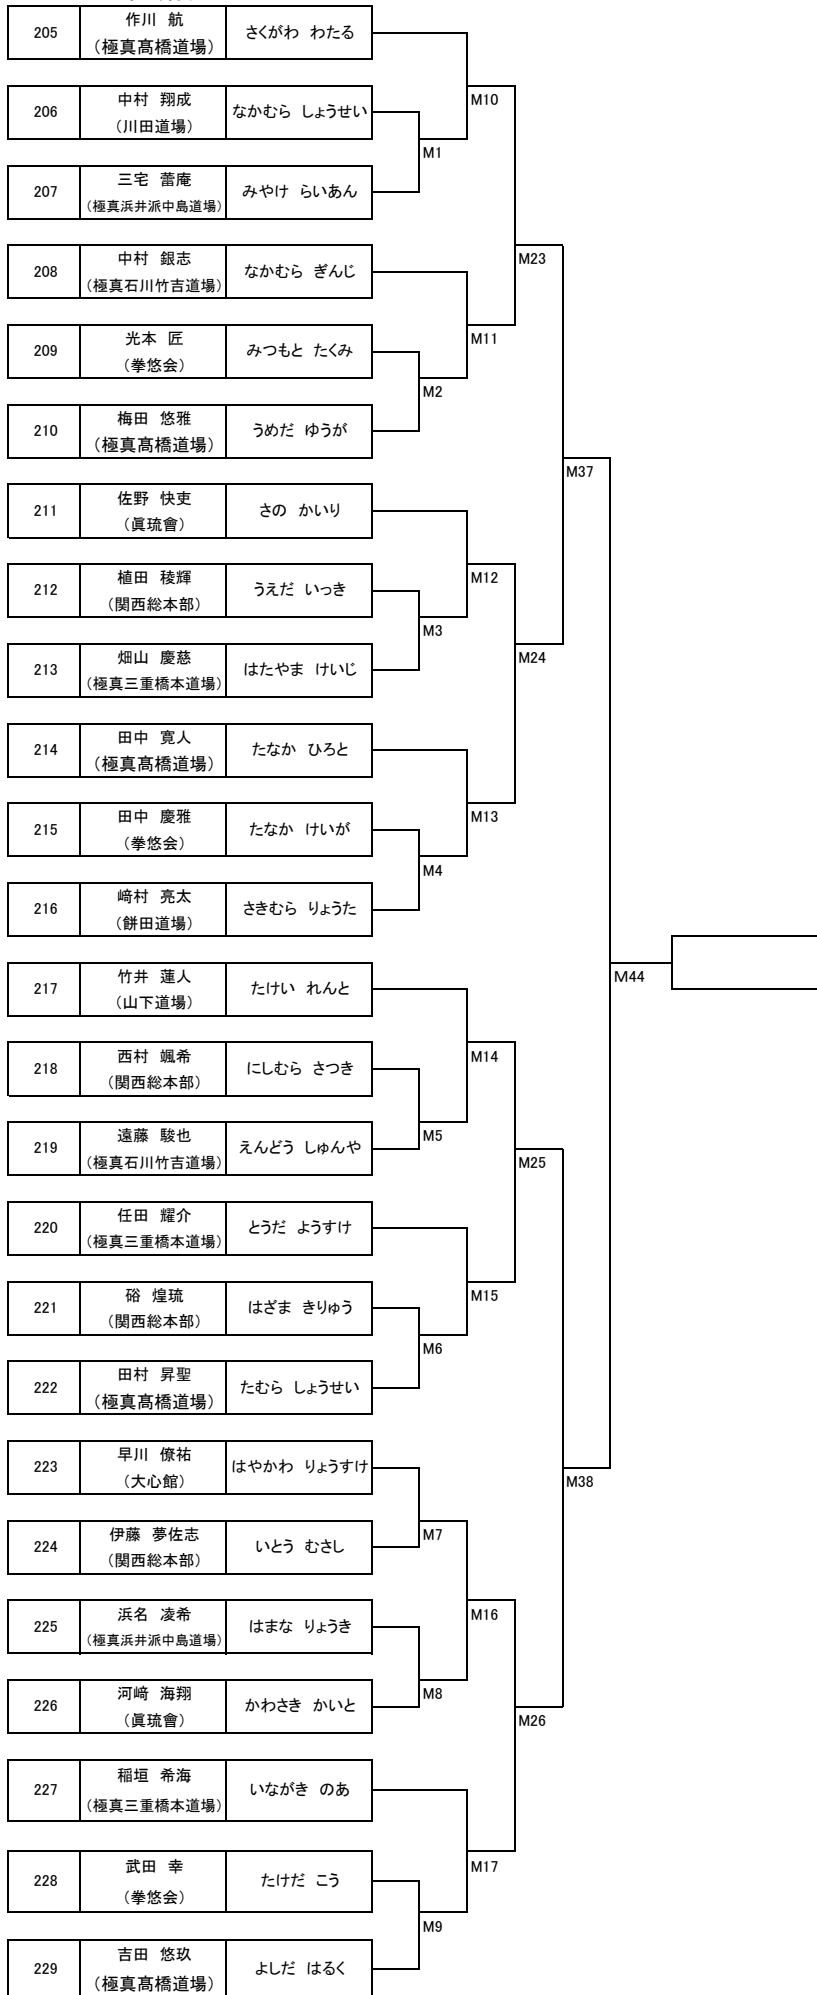 205
作川　航
（極真髙橋道場）
さくがわ わたる
206
中村　翔成
（川田道場）
なかむら しょうせい
M10
M1
207
三宅　蕾庵
（極真浜井派中島道場）
みやけ らいあん
208
中村　銀志
（極真石川竹吉道場）
なかむら ぎんじ
M23
209
光本　匠
（拳悠会）
みつもと たくみ
M11
M2
210
梅田　悠雅
（極真髙橋道場）
うめだ ゆうが
M37
211
佐野　快吏
（眞琉會）
さの かいり
212
植田　稜輝
（関西総本部）
うえだ いっき
M12
M3
213
畑山　慶慈
（極真三重橋本道場）
はたやま けいじ
M24
214
田中　寛人
（極真髙橋道場）
たなか ひろと
215
田中　慶雅
（拳悠会）
たなか けいが
M13
M4
216
﨑村　亮太
（餅田道場）
さきむら りょうた
217
竹井　蓮人
（山下道場）
たけい れんと
M44
218
西村　颯希
（関西総本部）
にしむら さつき
M14
M5
219
遠藤　駿也
（極真石川竹吉道場）
えんどう しゅんや
M25
220
任田　耀介
（極真三重橋本道場）
とうだ ようすけ
221
硲　煌琉
（関西総本部）
はざま きりゅう
M15
M6
222
田村　昇聖
（極真髙橋道場）
たむら しょうせい
223
早川　僚祐
（大心館）
はやかわ りょうすけ
M38
M7
224
伊藤　夢佐志
（関西総本部）
いとう むさし
225
浜名　凌希
（極真浜井派中島道場）
はまな りょうき
M16
M8
226
河﨑　海翔
（眞琉會）
かわさき かいと
M26
227
稲垣　希海
（極真三重橋本道場）
いながき のあ
228
武田　幸
（拳悠会）
たけだ こう
M17
M9
229
吉田　悠玖
（極真髙橋道場）
よしだ はるく